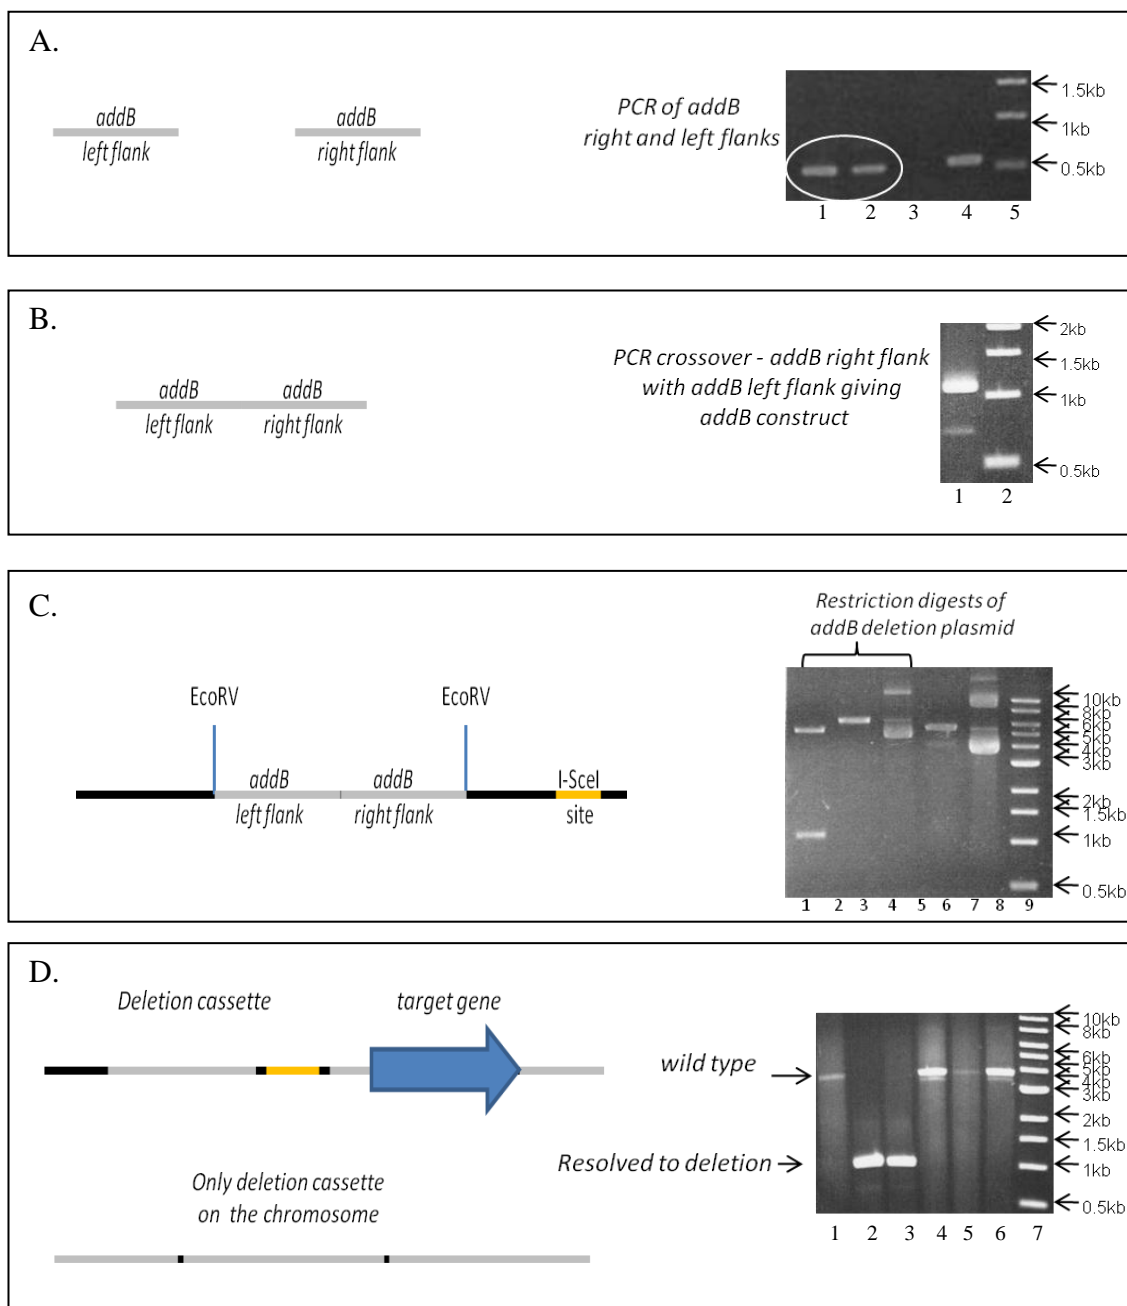 A.
addB
left flank
addB
right flank
PCR of addB
right and left flanks
1.5kb
1kb
0.5kb
1 2 3 4 5
B.
addB
left flank
addB
right flank
PCR crossover - addB right flank
with addB left flank giving
addB construct
2kb
1.5kb
1kb
0.5kb
1 2
C.
Restriction digests of
addB deletion plasmid
EcoRV
EcoRV
addB
left flank
addB
right flank
I-SceI
site
10kb
8kb
6kb
5kb
4kb
3kb
2kb
1.5kb
1kb
0.5kb
1 2 3 4 5 6 7 8 9
D.
Deletion cassette
target gene
wild type
Resolved to deletion
Only deletion cassette
on the chromosome
10kb
8kb
6kb
5kb
4kb
3kb
2kb
1.5kb
1kb
0.5kb
1 2 3 4 5 6 7